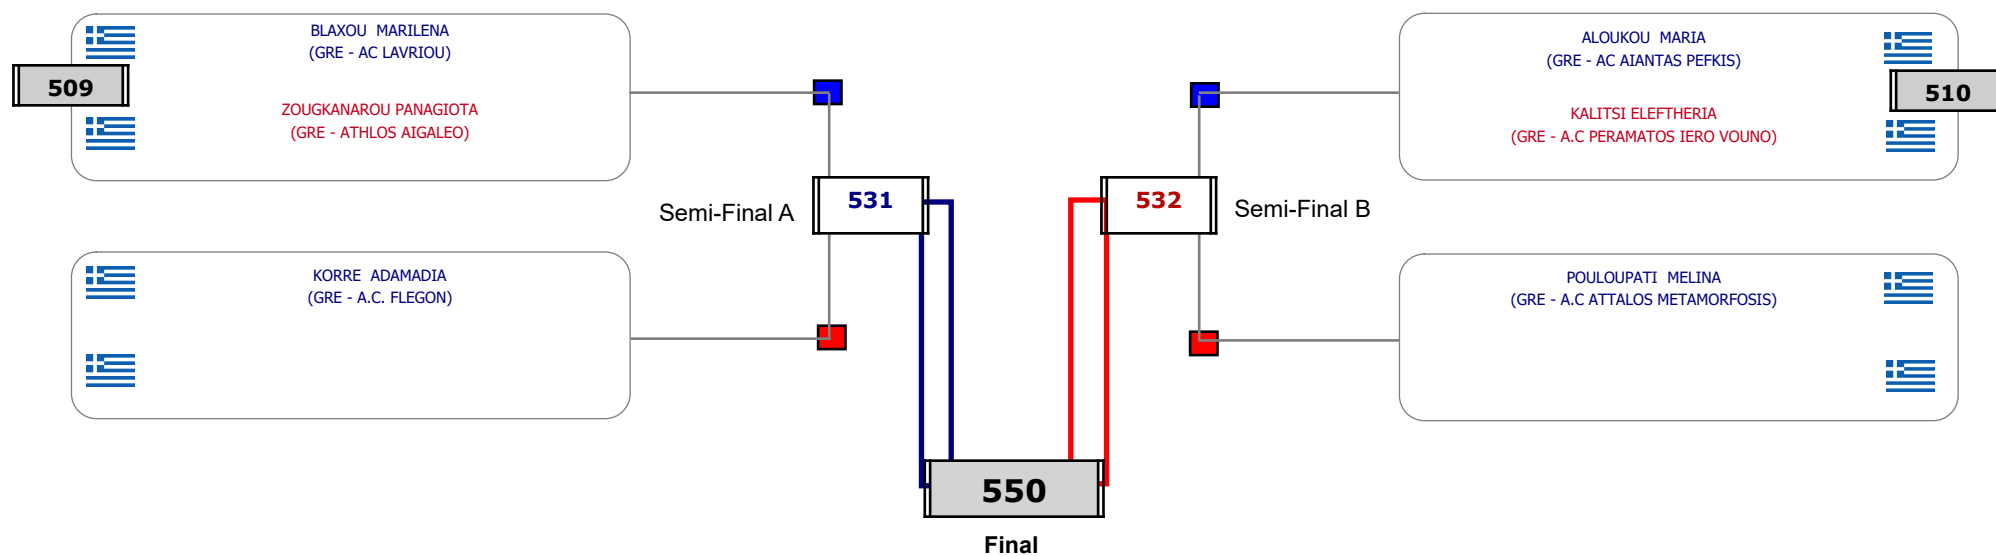 BLAXOU MARILENA
(GRE - AC LAVRIOU)
509
ZOUGKANAROU PANAGIOTA
(GRE - ATHLOS AIGALEO)
ALOUKOU MARIA
(GRE - AC AIANTAS PEFKIS)
510
KALITSI ELEFTHERIA
(GRE - A.C PERAMATOS IERO VOUNO)
Semi-Final A
531
532
Semi-Final B
KORRE ADAMADIA
(GRE - A.C. FLEGON)
POULOUPATI MELINA
(GRE - A.C ATTALOS METAMORFOSIS)
550
Final